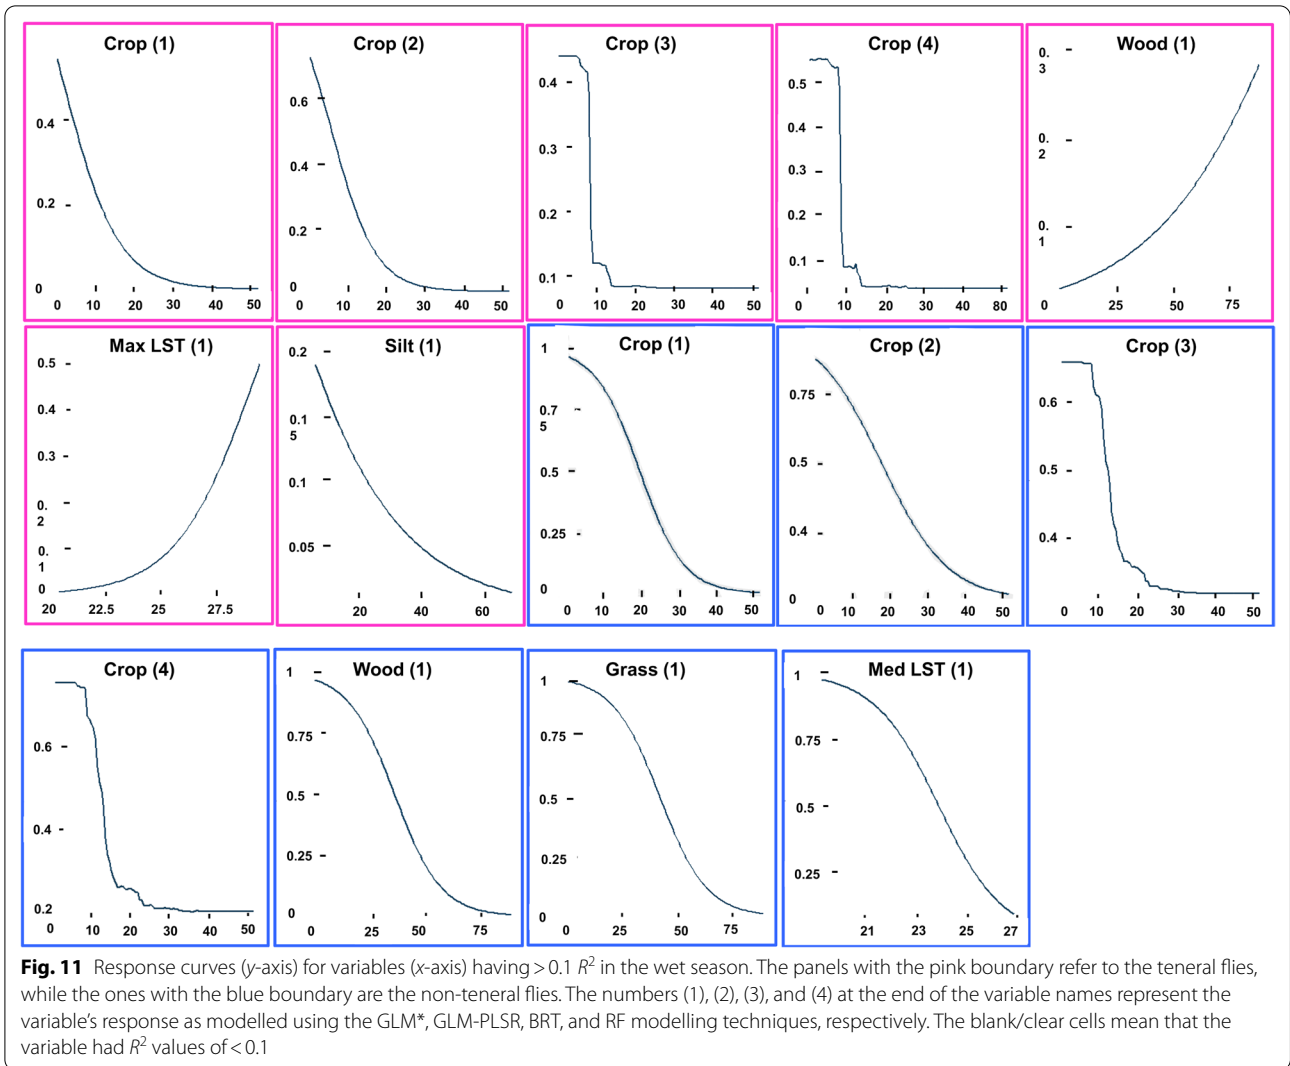 Crop (1)
0.4
0.2
0
0 10 20 30 40 50
Crop (2)
0.6
0.4
0.2
0
10 20 30 40 50
Crop (3)
0.4
0.3
0.2
0.1
0 10 20 30 40 50
Crop (4)
0.5
0.4
0.3
0.2
0.1
0 10 20 30 40 80
Wood (1)
0.
3
0.
2
0.
1
0 25 50 75
Max LST (1)
0.5
0.4
0.3
0.
2
0.
1
0
20 22.5 25 27.5
Silt (1)
0.2
0.1
5
0.1
0.05
20 40 60
Crop (1)
1
0.7
5
0.5
0.25
0
0 10 20 30 40 50
Crop (2)
0.75
0.5
0.4
0
0 10 20 30 40 50
Crop (3)
0.6
0.5
0.4
0 10 20 30 40 50
Crop (4)
0.6
0.4
0.2
0 10 20 30 40 50
Wood (1)
1
0.75
0.5
0.25
0
0 25 50 75
Grass (1)
1
0.75
0.5
0.25
0
0 25 50 75
Med LST (1)
1
0.75
0.5
0.25
21 23 25 27
Fig. 11 Response curves (y-axis) for variables (x-axis) having > 0.1 R² in the wet season. The panels with the pink boundary refer to the teneral flies,
while the ones with the blue boundary are the non-teneral flies. The numbers (1), (2), (3), and (4) at the end of the variable names represent the
variable's response as modelled using the GLM*, GLM-PLSR, BRT, and RF modelling techniques, respectively. The blank/clear cells mean that the
variable had R² values of < 0.1